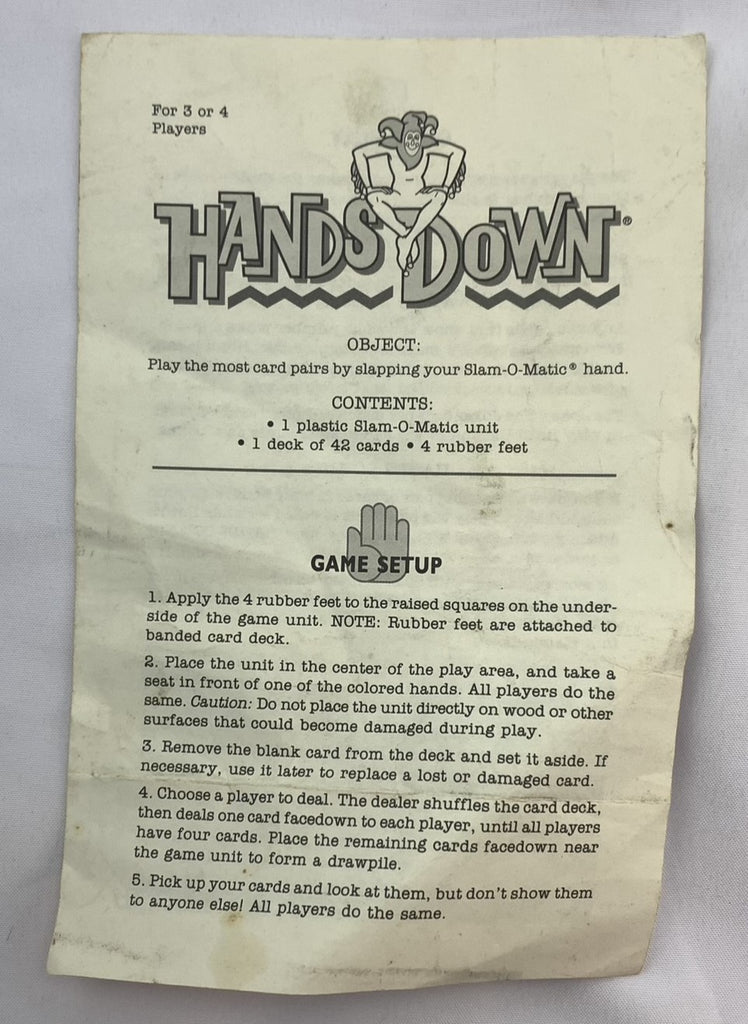 For 3 or 4
Players
HANDS DOWN®
OBJECT:
Play the most card pairs by slapping your Slam-O-Matic® hand.
CONTENTS:
• 1 plastic Slam-O-Matic unit
• 1 deck of 42 cards • 4 rubber feet
GAME SETUP
1. Apply the 4 rubber feet to the raised squares on the under-
side of the game unit. NOTE: Rubber feet are attached to
banded card deck.
2. Place the unit in the center of the play area, and take a
seat in front of one of the colored hands. All players do the
same. Caution: Do not place the unit directly on wood or other
surfaces that could become damaged during play.
3. Remove the blank card from the deck and set it aside. If
necessary, use it later to replace a lost or damaged card.
4. Choose a player to deal. The dealer shuffles the card deck,
then deals one card facedown to each player, until all players
have four cards. Place the remaining cards facedown near
the game unit to form a drawpile.
5. Pick up your cards and look at them, but don't show them
to anyone else! All players do the same.